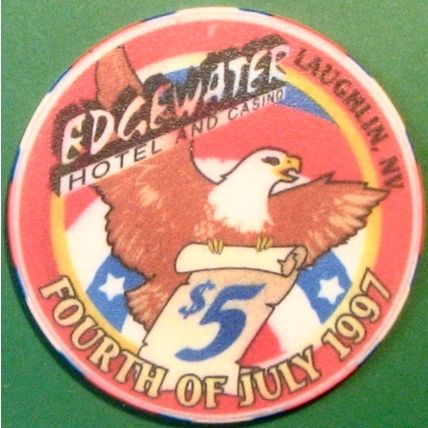 EDGEWATER
HOTEL AND CASINO
LAUGHLIN, NV
$5
FOURTH OF JULY 1997